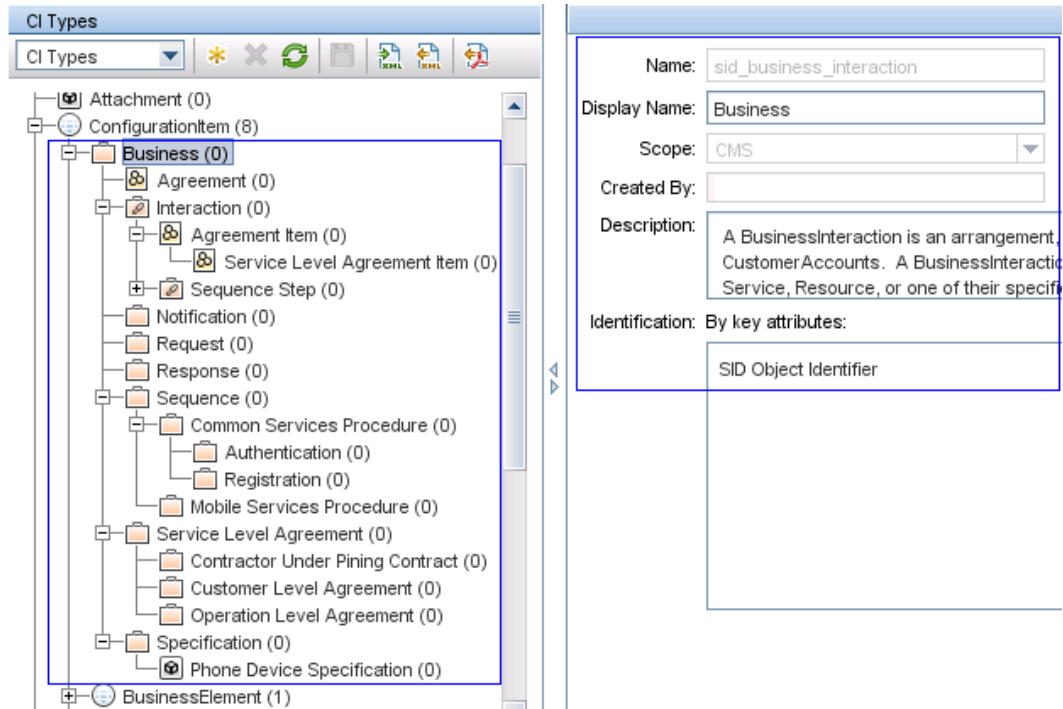 CI Types
CI Types
XML
XML
Attachment (0)
ConfigurationItem (8)
Business (0)
Agreement (0)
Interaction (0)
Agreement Item (0)
Service Level Agreement Item (0)
Sequence Step (0)
Notification (0)
Request (0)
Response (0)
Sequence (0)
Common Services Procedure (0)
Authentication (0)
Registration (0)
Mobile Services Procedure (0)
Service Level Agreement (0)
Contractor Under Pining Contract (0)
Customer Level Agreement (0)
Operation Level Agreement (0)
Specification (0)
Phone Device Specification (0)
BusinessElement (1)
Name: sid_business_interaction
Display Name: Business
Scope: CMS
Created By:
Description: A BusinessInteraction is an arrangement,
CustomerAccounts. A BusinessInteractio
Service, Resource, or one of their specifi
Identification: By key attributes:
SID Object Identifier